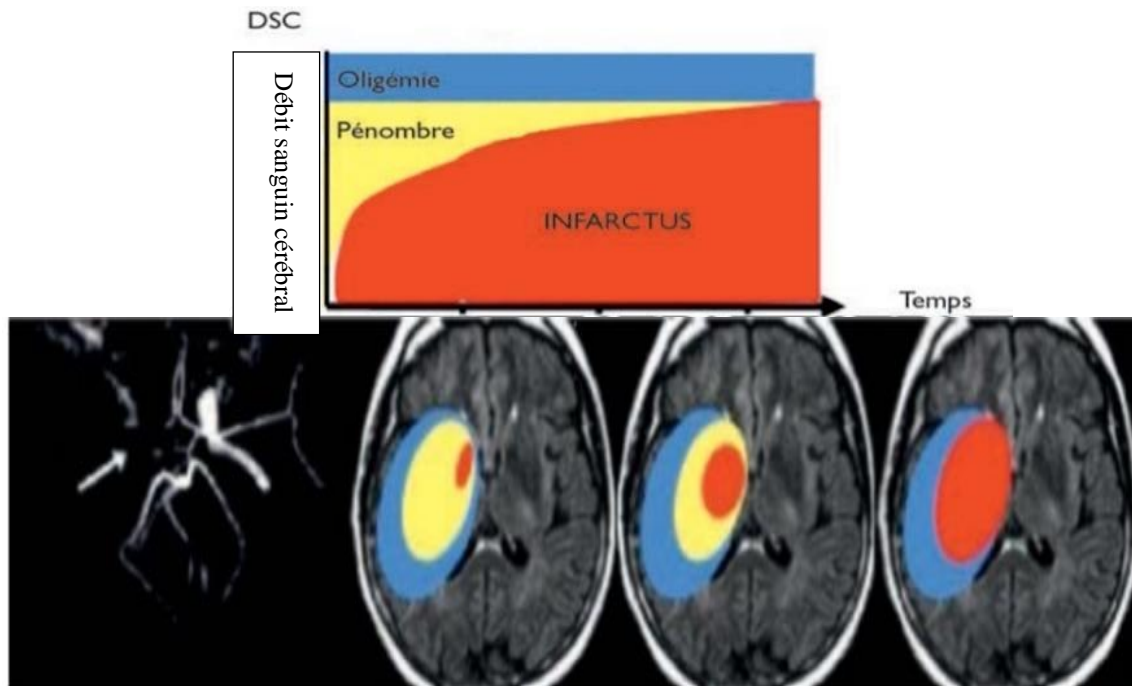 DSC
Débit sanguin cérébral
Oligémie
Pénombre
INFARCTUS
Temps